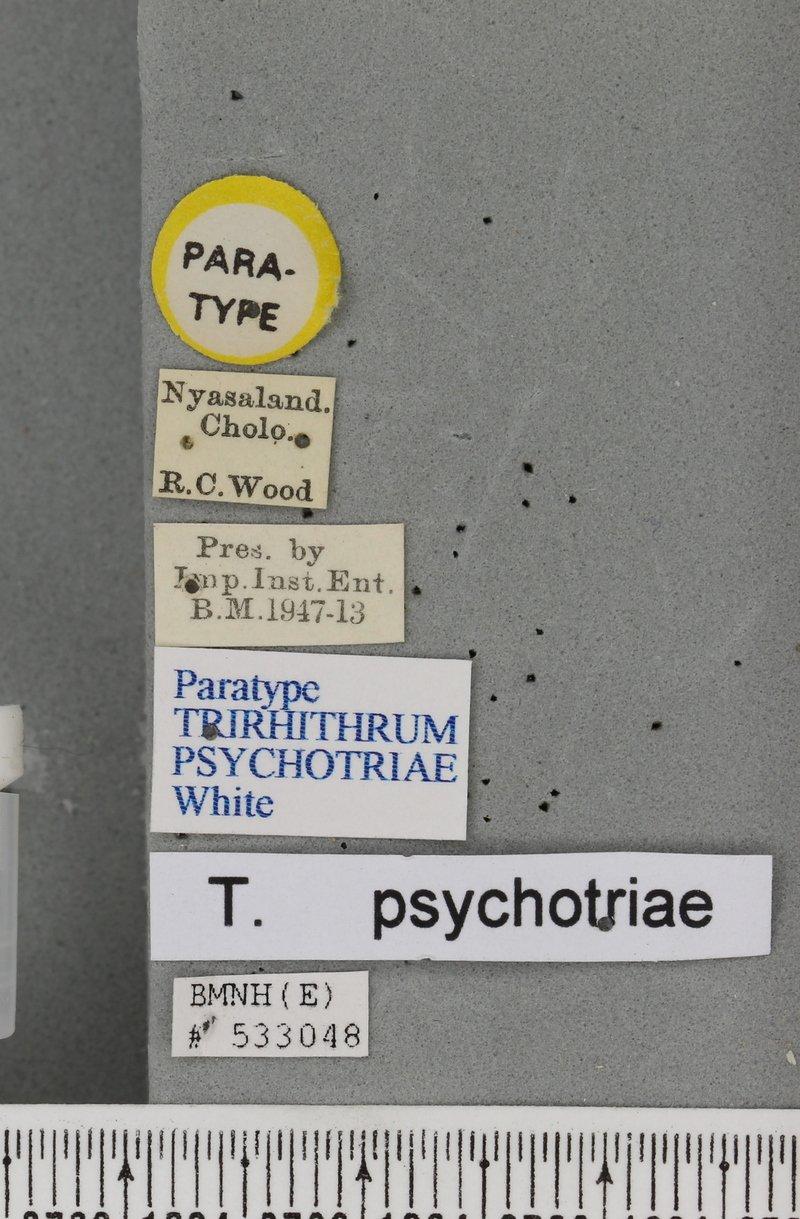 PARA-
TYPE
Nyasaland.
Cholo.
R.C.Wood
Pres. by
Imp.Inst.Ent.
B.M.1947-13
Paratype
TRIRHITHRUM
PSYCHOTRIAE
White
T. psychotriae
BMNH(E)
# 533048